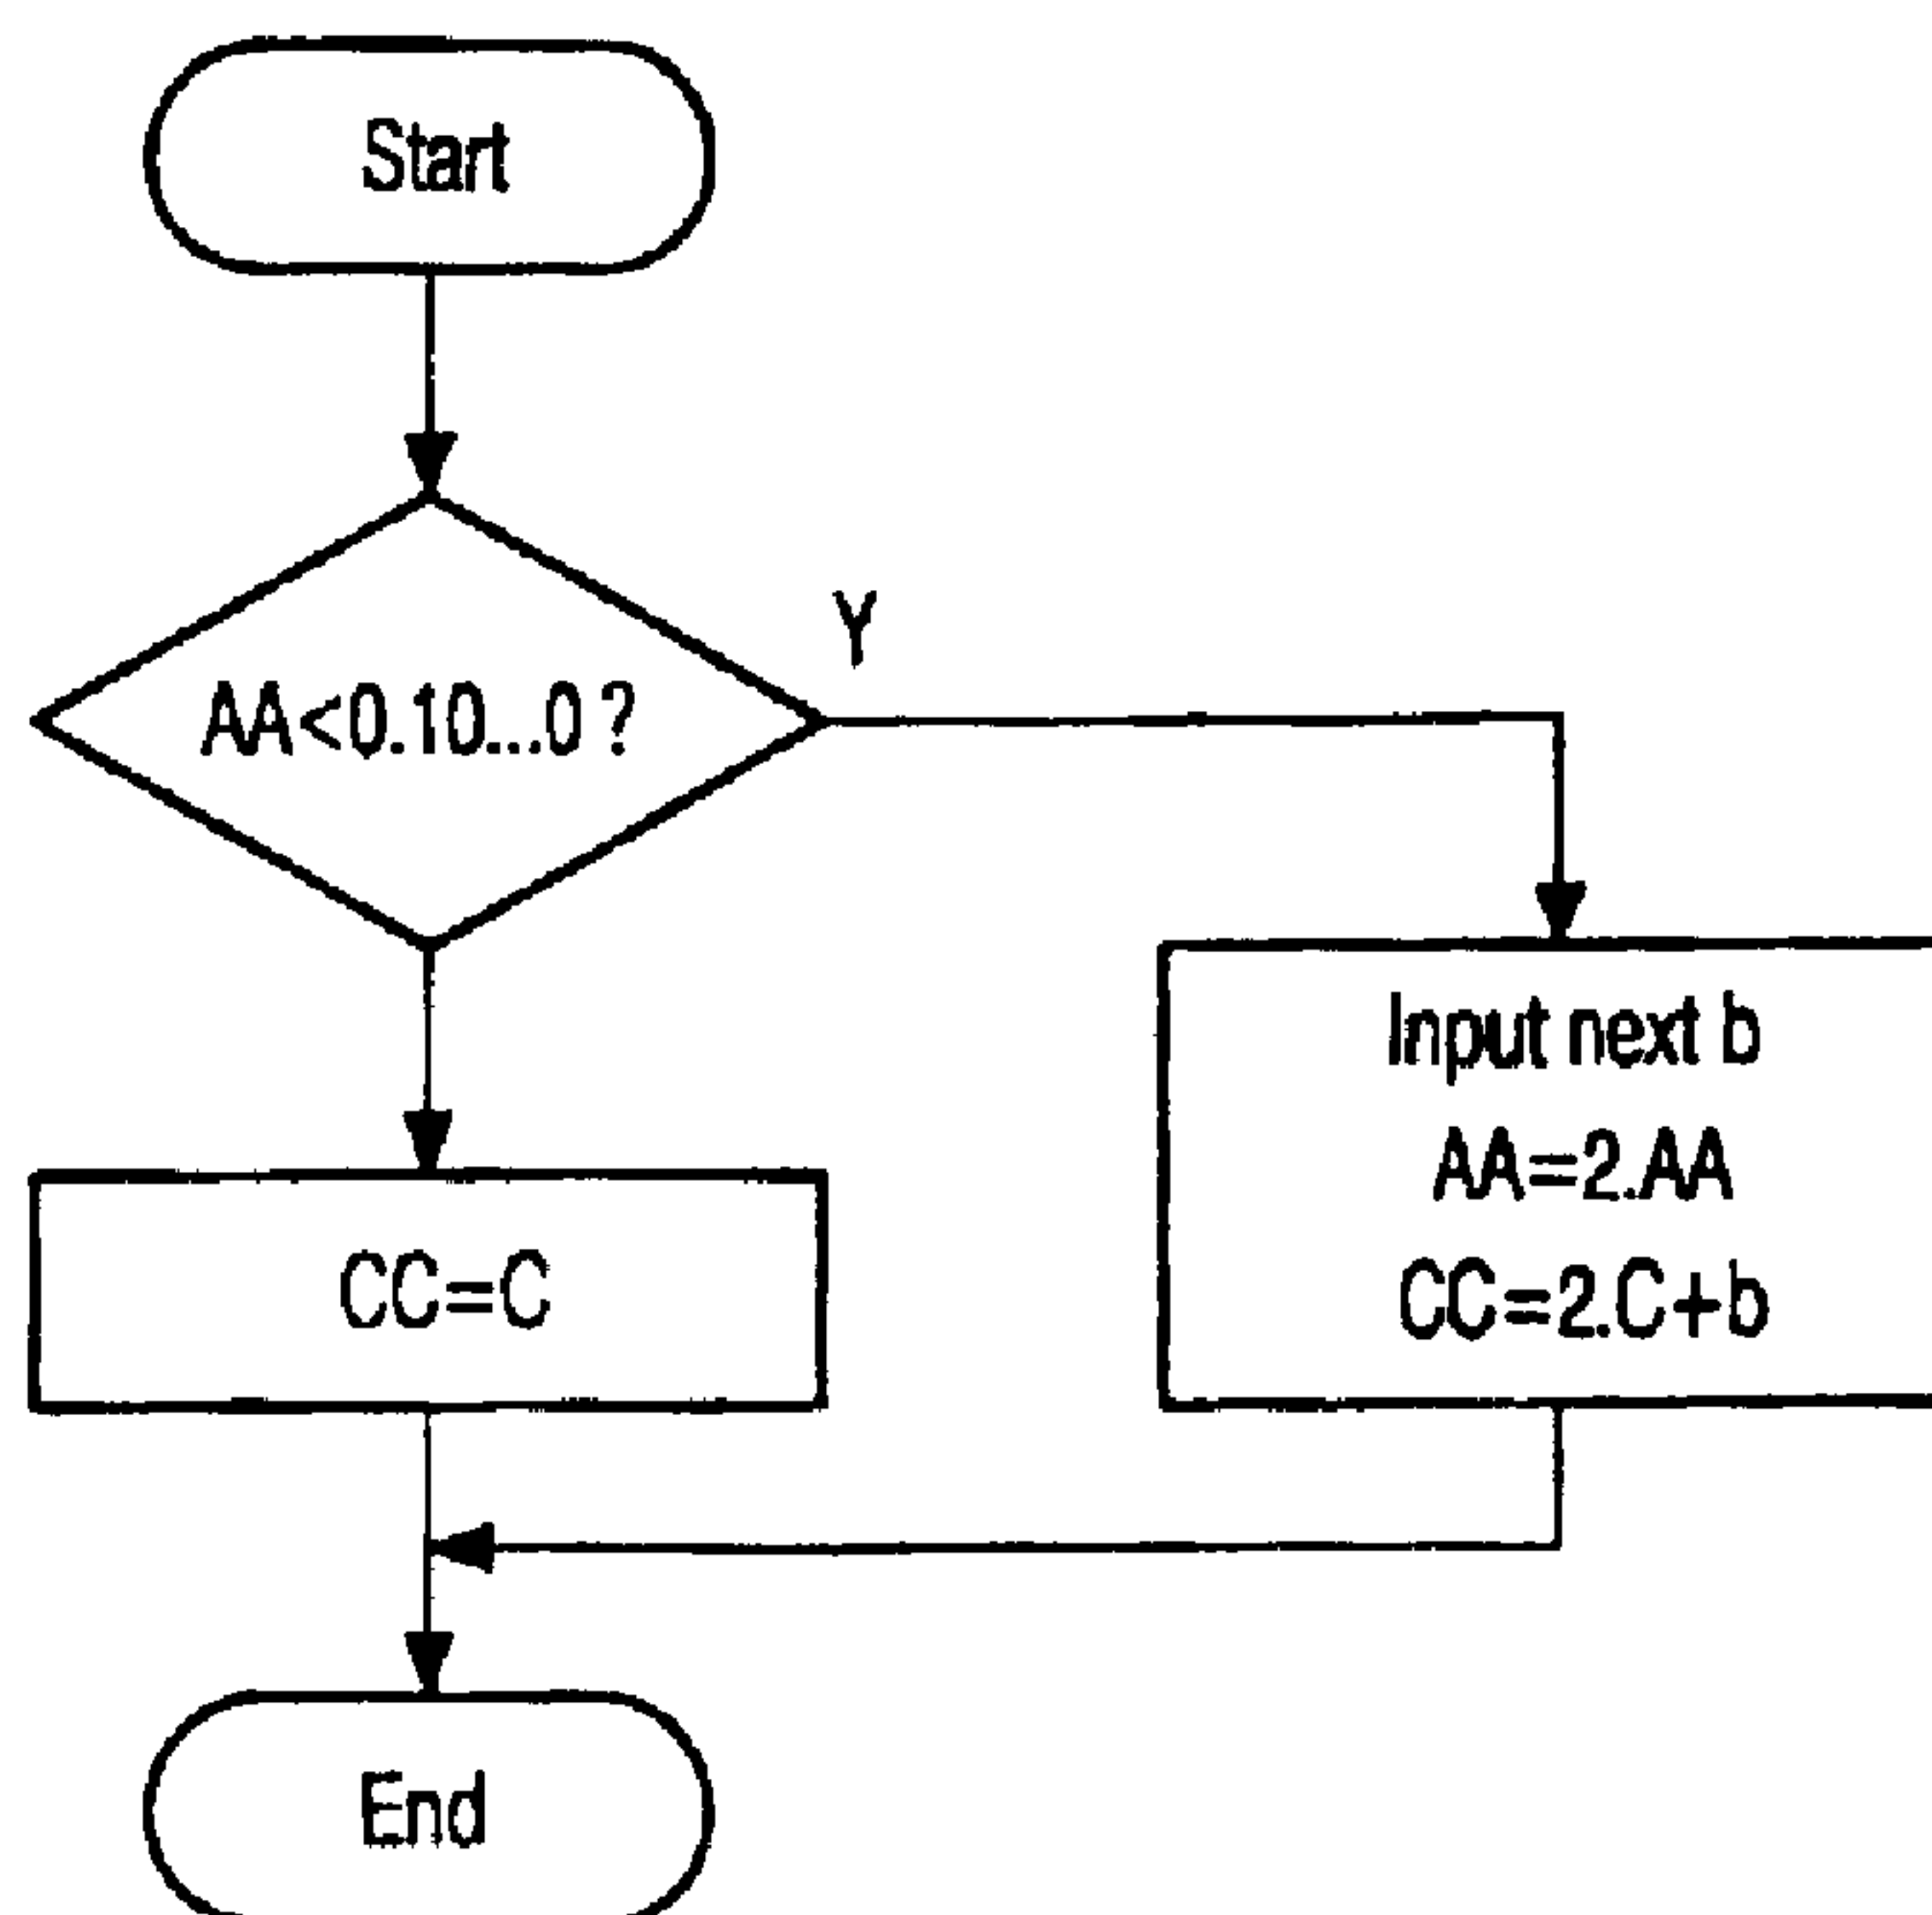 Start
Y
AA<0.10...0 ?
Input next b
AA=2.AA
CC=2.C+b
CC=C
End